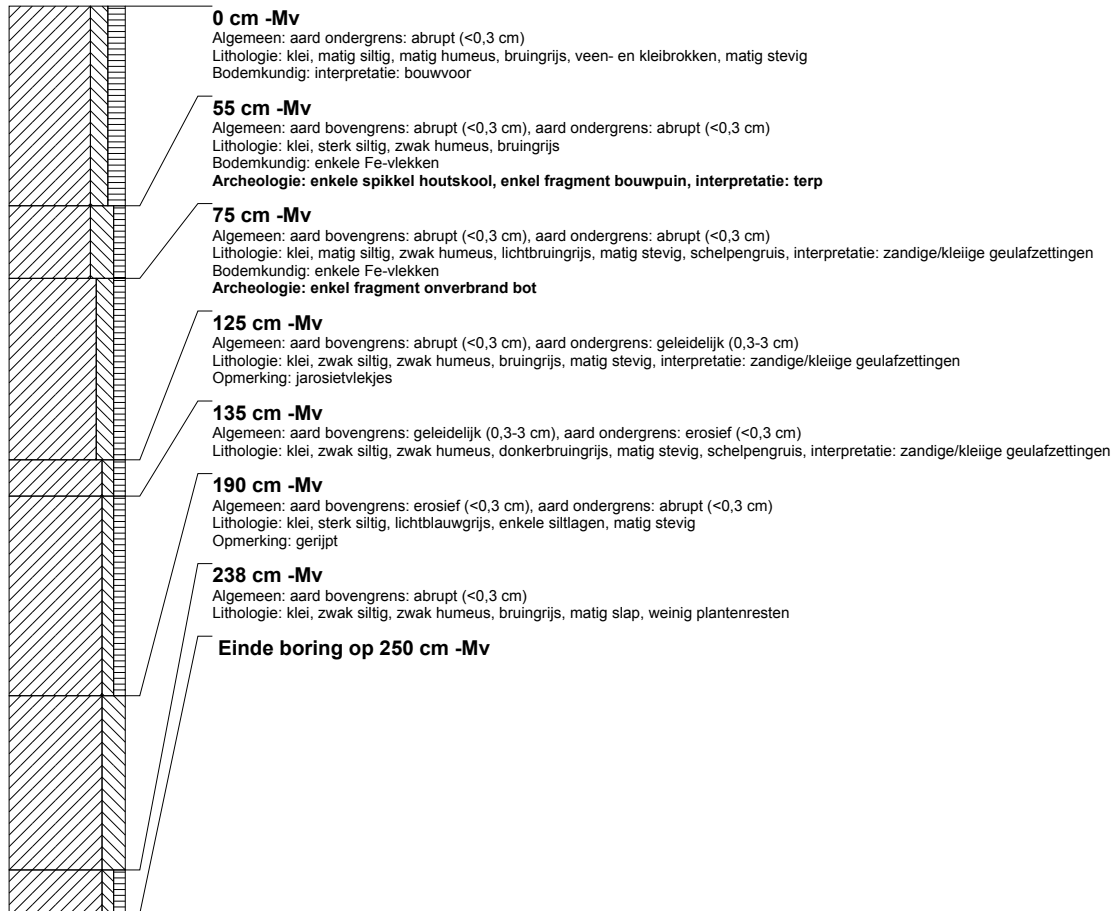 0 cm -Mv
Algemeen: aard ondergrens: abrupt (<0,3 cm)
Lithologie: klei, matig siltig, matig humeus, bruingrijs, veen- en kleibrokken, matig stevig
Bodemkundig: interpretatie: bouwvoor
55 cm -Mv
Algemeen: aard bovengrens: abrupt (<0,3 cm), aard ondergrens: abrupt (<0,3 cm)
Lithologie: klei, sterk siltig, zwak humeus, bruingrijs
Bodemkundig: enkele Fe-vlekken
Archeologie: enkele spikkel houtskool, enkel fragment bouwpuin, interpretatie: terp
75 cm -Mv
Algemeen: aard bovengrens: abrupt (<0,3 cm), aard ondergrens: abrupt (<0,3 cm)
Lithologie: klei, matig siltig, zwak humeus, lichtbruingrijs, matig stevig, schelpengruis, interpretatie: zandige/kleiige geulafzettingen
Bodemkundig: enkele Fe-vlekken
Archeologie: enkel fragment onverbrand bot
125 cm -Mv
Algemeen: aard bovengrens: abrupt (<0,3 cm), aard ondergrens: geleidelijk (0,3-3 cm)
Lithologie: klei, zwak siltig, zwak humeus, bruingrijs, matig stevig, interpretatie: zandige/kleiige geulafzettingen
Opmerking: jarosietvlekjes
135 cm -Mv
Algemeen: aard bovengrens: geleidelijk (0,3-3 cm), aard ondergrens: erosief (<0,3 cm)
Lithologie: klei, zwak siltig, zwak humeus, donkerbruingrijs, matig stevig, schelpengruis, interpretatie: zandige/kleiige geulafzettingen
190 cm -Mv
Algemeen: aard bovengrens: erosief (<0,3 cm), aard ondergrens: abrupt (<0,3 cm)
Lithologie: klei, sterk siltig, lichtblauwgrijs, enkele siltlagen, matig stevig
Opmerking: gerijpt
238 cm -Mv
Algemeen: aard bovengrens: abrupt (<0,3 cm)
Lithologie: klei, zwak siltig, zwak humeus, bruingrijs, matig slap, weinig plantenresten
Einde boring op 250 cm -Mv